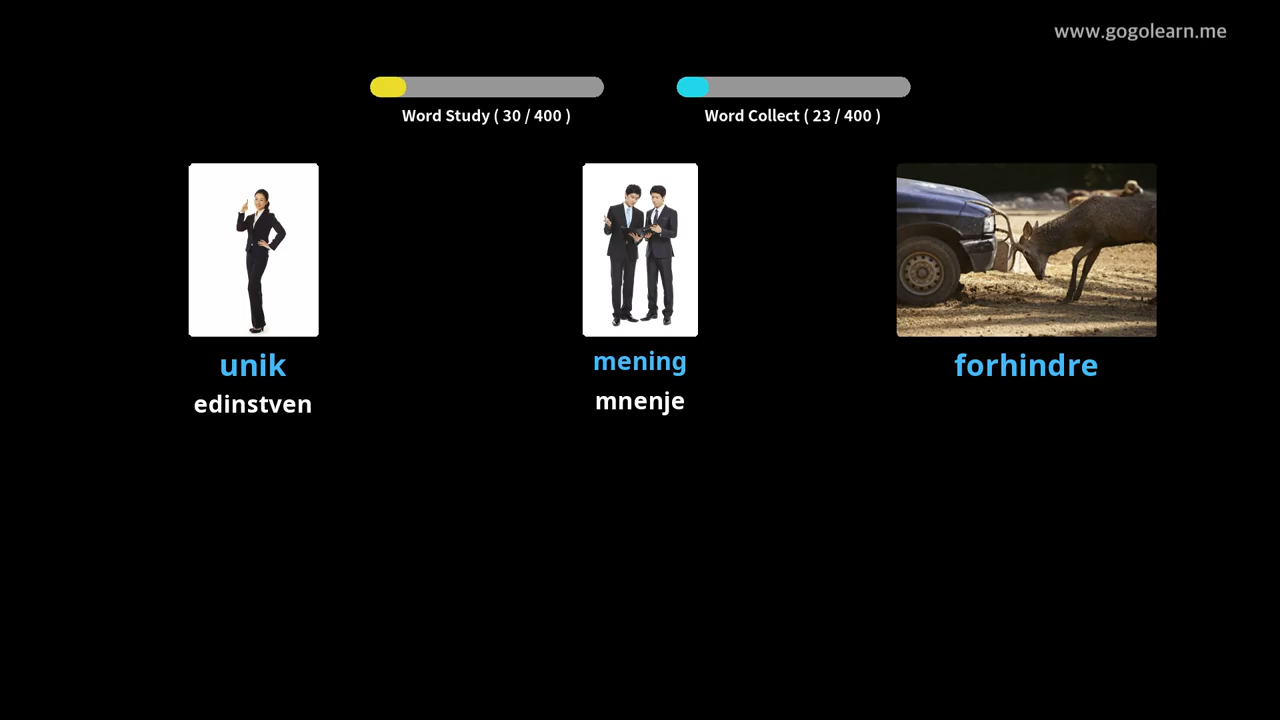 www.gogolearn.me
Word Study ( 30 / 400 )
Word Collect ( 23 / 400 )
unik
edinstven
mening
mnenje
forhindre